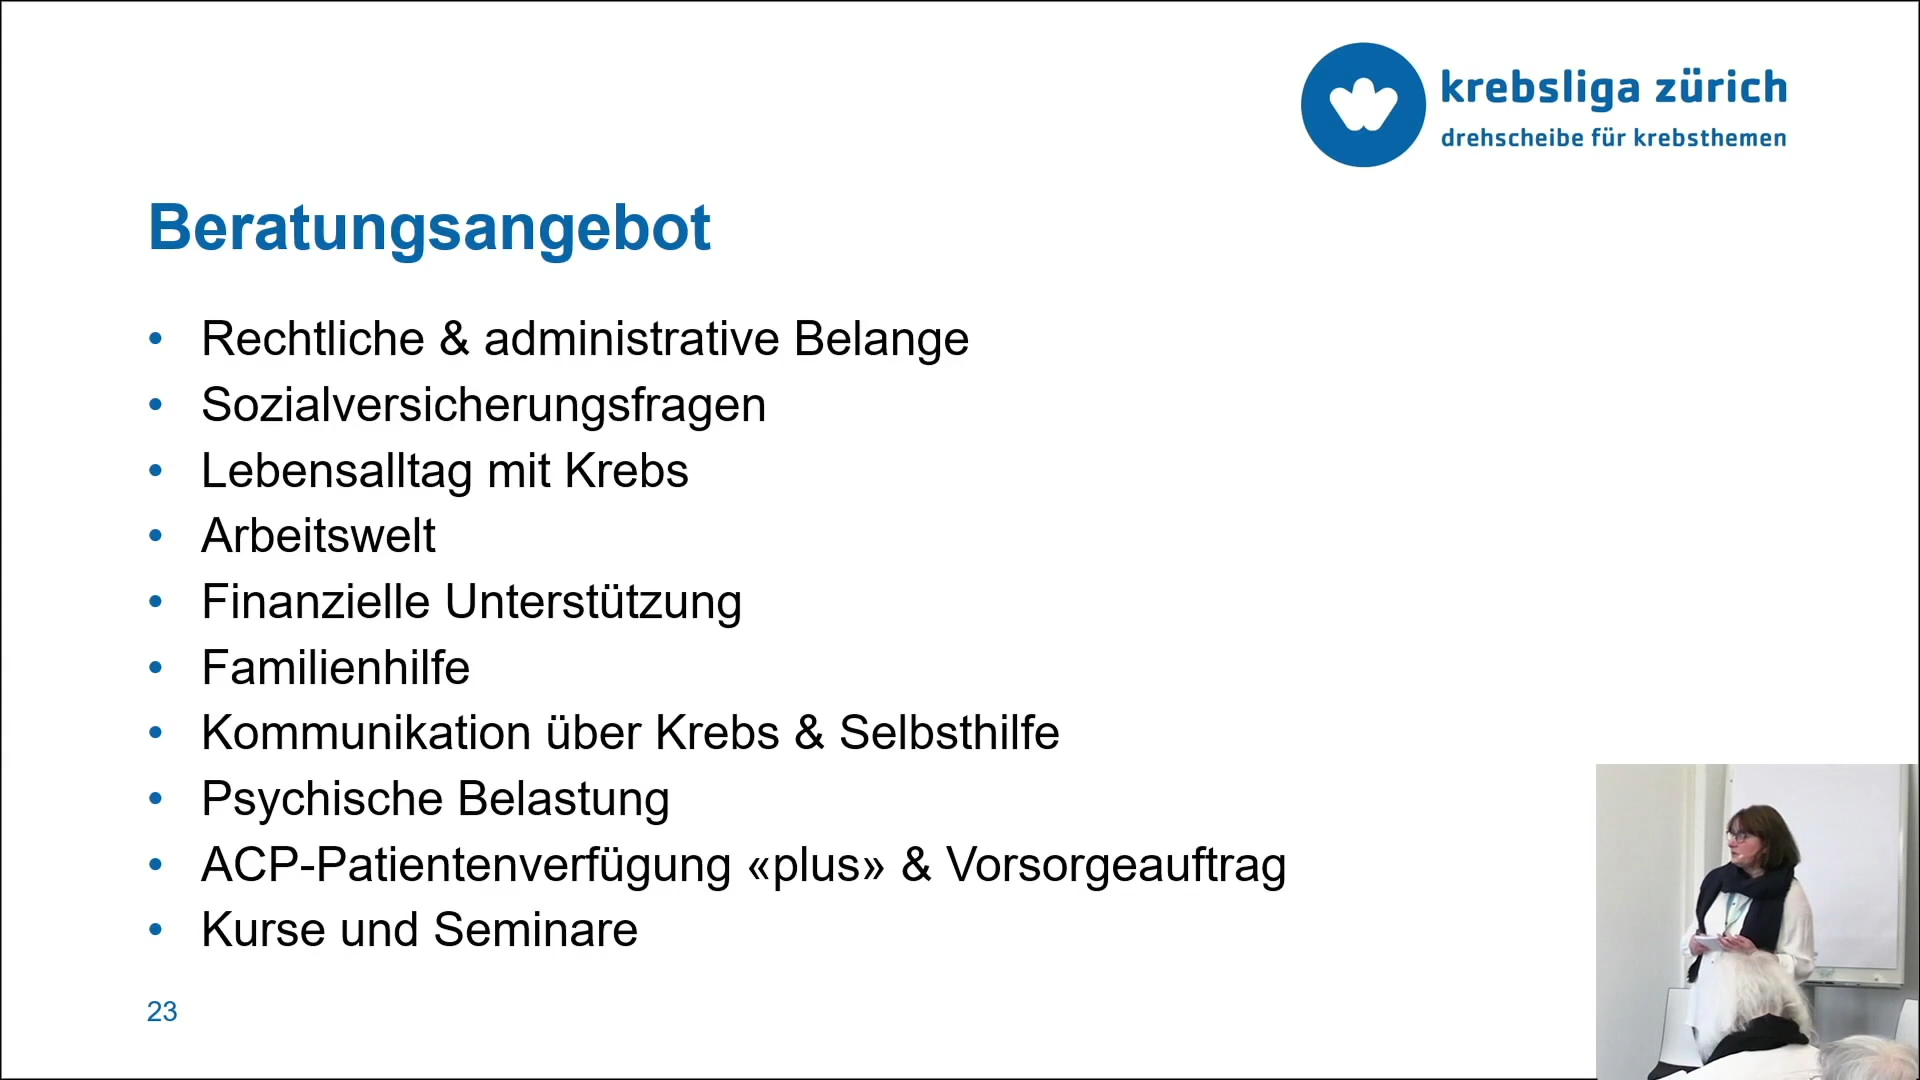 krebsliga zürich
drehscheibe für krebsthemen
Beratungsangebot
• Rechtliche & administrative Belange
• Sozialversicherungsfragen
• Lebensalltag mit Krebs
• Arbeitswelt
• Finanzielle Unterstützung
• Familienhilfe
• Kommunikation über Krebs & Selbsthilfe
• Psychische Belastung
• ACP-Patientenverfügung «plus» & Vorsorgeauftrag
• Kurse und Seminare
23